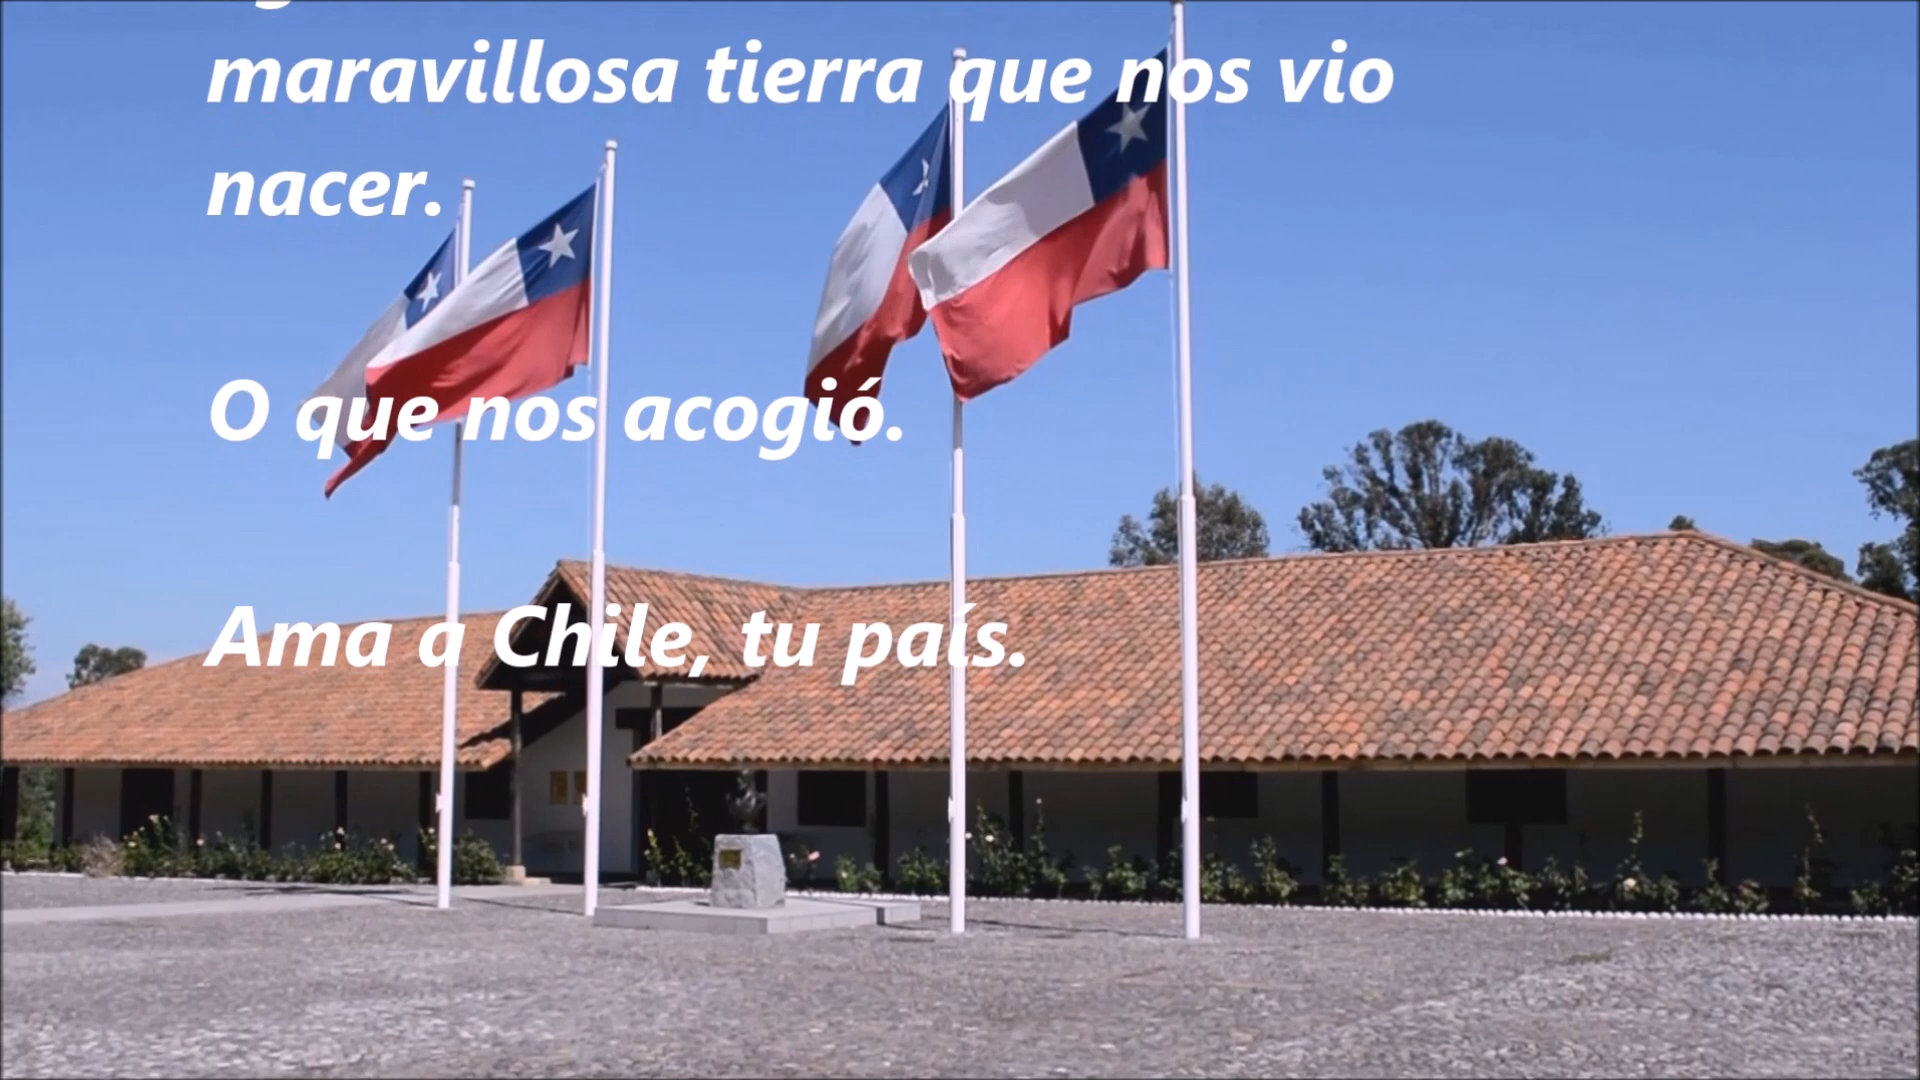 maravillosa tierra que nos vio
nacer.
O que nos acogió.
Ama a Chile, tu país.